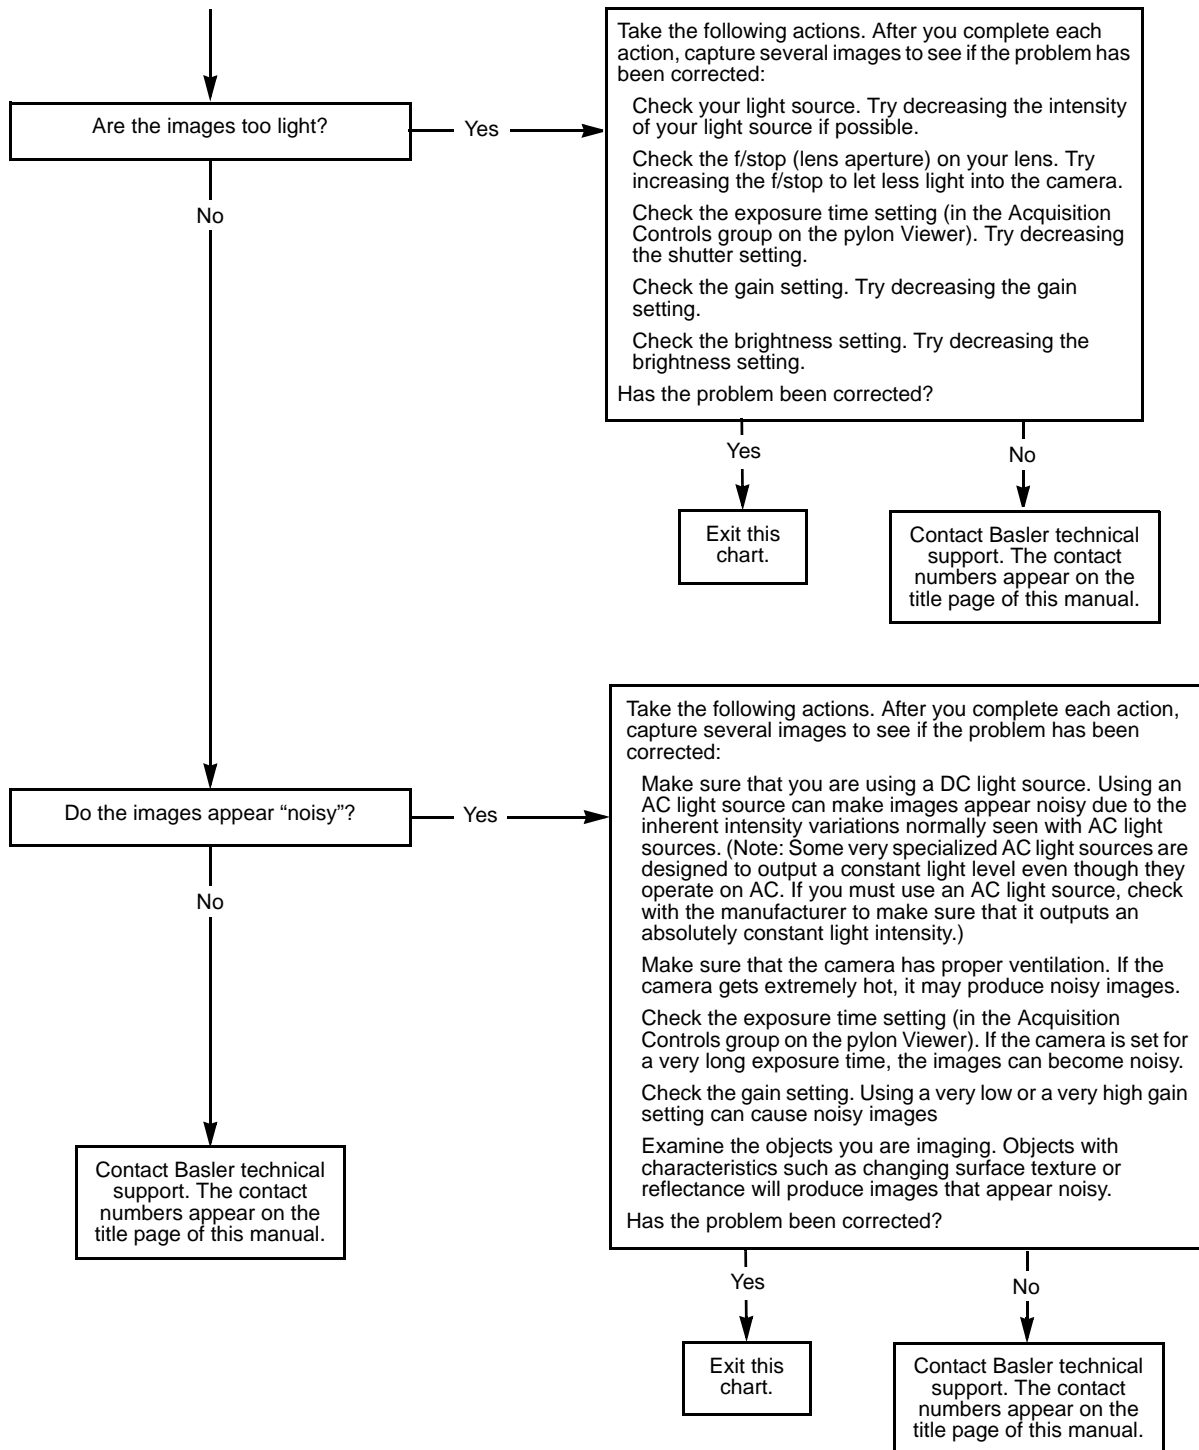 Are the images too light?
Yes
Take the following actions. After you complete each
action, capture several images to see if the problem has
been corrected:
Check your light source. Try decreasing the intensity
of your light source if possible.
Check the f/stop (lens aperture) on your lens. Try
increasing the f/stop to let less light into the camera.
Check the exposure time setting (in the Acquisition
Controls group on the pylon Viewer). Try decreasing
the shutter setting.
Check the gain setting. Try decreasing the gain
setting.
Check the brightness setting. Try decreasing the
brightness setting.
Has the problem been corrected?
No
Yes
No
Exit this
chart.
Contact Basler technical
support. The contact
numbers appear on the
title page of this manual.
Do the images appear “noisy”?
Yes
Take the following actions. After you complete each action,
capture several images to see if the problem has been
corrected:
Make sure that you are using a DC light source. Using an
AC light source can make images appear noisy due to the
inherent intensity variations normally seen with AC light
sources. (Note: Some very specialized AC light sources are
designed to output a constant light level even though they
operate on AC. If you must use an AC light source, check
with the manufacturer to make sure that it outputs an
absolutely constant light intensity.)
Make sure that the camera has proper ventilation. If the
camera gets extremely hot, it may produce noisy images.
Check the exposure time setting (in the Acquisition
Controls group on the pylon Viewer). If the camera is set for
a very long exposure time, the images can become noisy.
Check the gain setting. Using a very low or a very high gain
setting can cause noisy images
Examine the objects you are imaging. Objects with
characteristics such as changing surface texture or
reflectance will produce images that appear noisy.
Has the problem been corrected?
No
Contact Basler technical
support. The contact
numbers appear on the
title page of this manual.
Yes
No
Exit this
chart.
Contact Basler technical
support. The contact
numbers appear on the
title page of this manual.